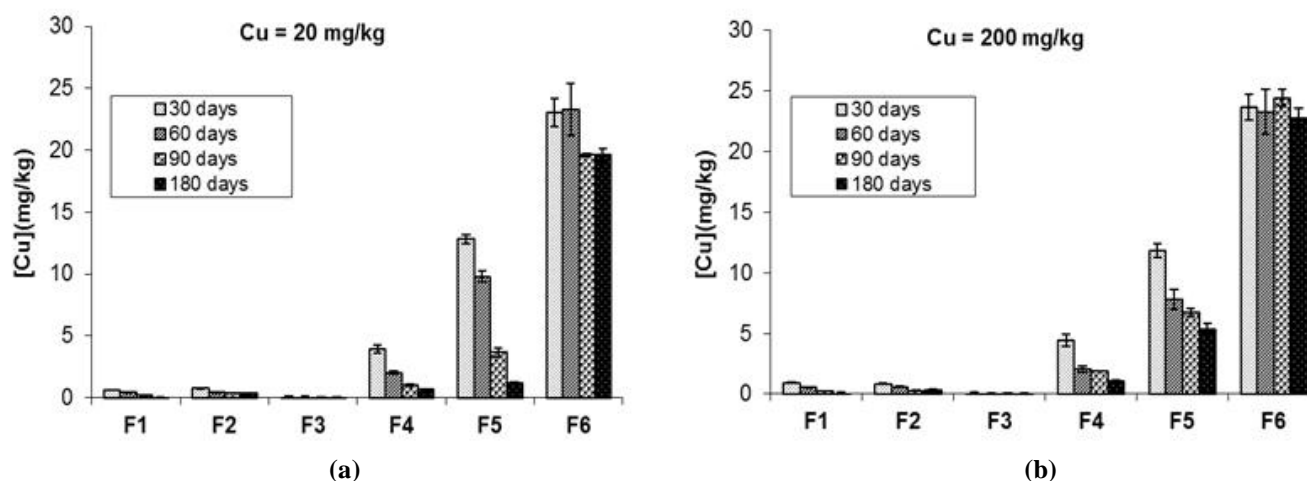 Cu = 20 mg/kg
[Cu](mg/kg)
30
25
20
15
10
5
0
30 days
60 days
90 days
180 days
F1 F2 F3 F4 F5 F6
(a)
Cu = 200 mg/kg
[Cu](mg/kg)
30
25
20
15
10
5
0
30 days
60 days
90 days
180 days
F1 F2 F3 F4 F5 F6
(b)